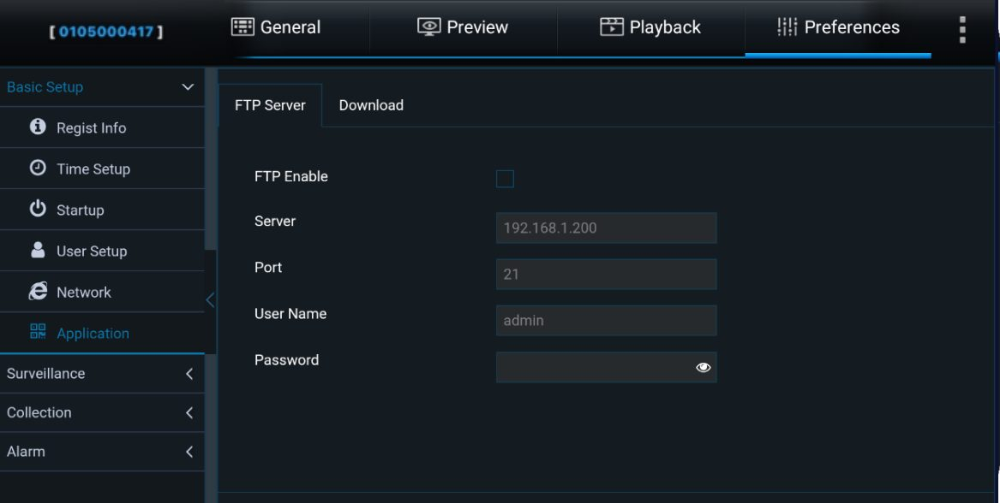 [ 0105000417 ]
General
Preview
Playback
Preferences
Basic Setup
Regist Info
Time Setup
Startup
User Setup
Network
Application
Surveillance
Collection
Alarm
FTP Server
Download
FTP Enable
Server
192.168.1.200
Port
21
User Name
admin
Password